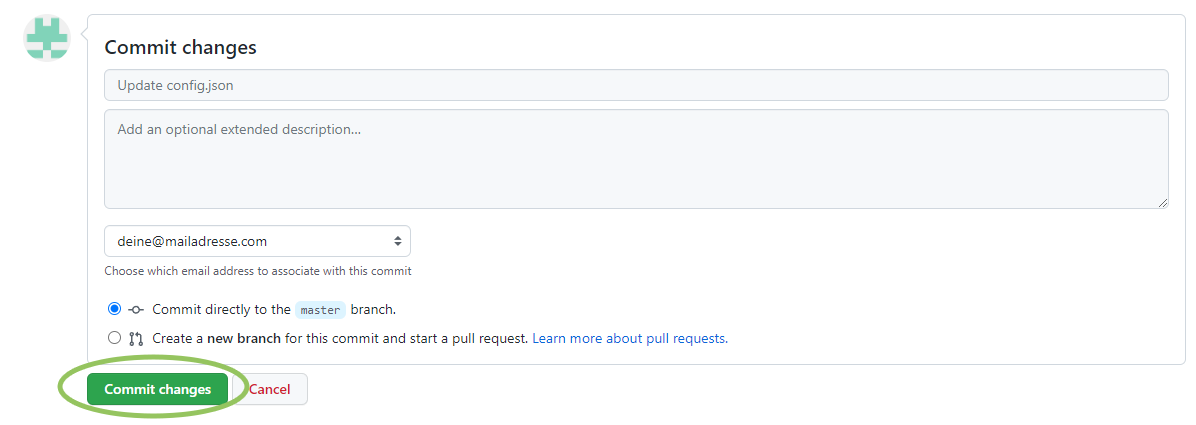 Commit changes
Update config.json
Add an optional extended description...
deine@mailadresse.com
Choose which email address to associate with this commit
Commit directly to the master branch.
Create a new branch for this commit and start a pull request. Learn more about pull requests.
Commit changes Cancel